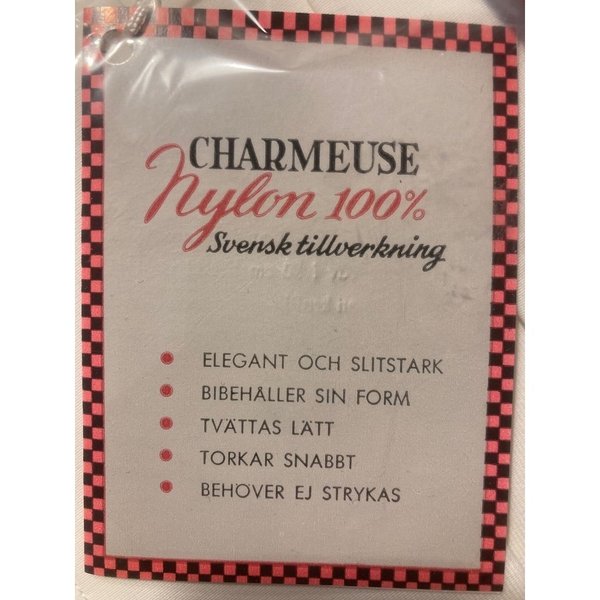 CHARMEUSE
Nylon 100%
Svensk tillverkning
ELEGANT OCH SLITSTARK
BIBEHÅLLER SIN FORM
TVÄTTAS LÄTT
TORKAR SNABBT
BEHÖVER EJ STRYKAS